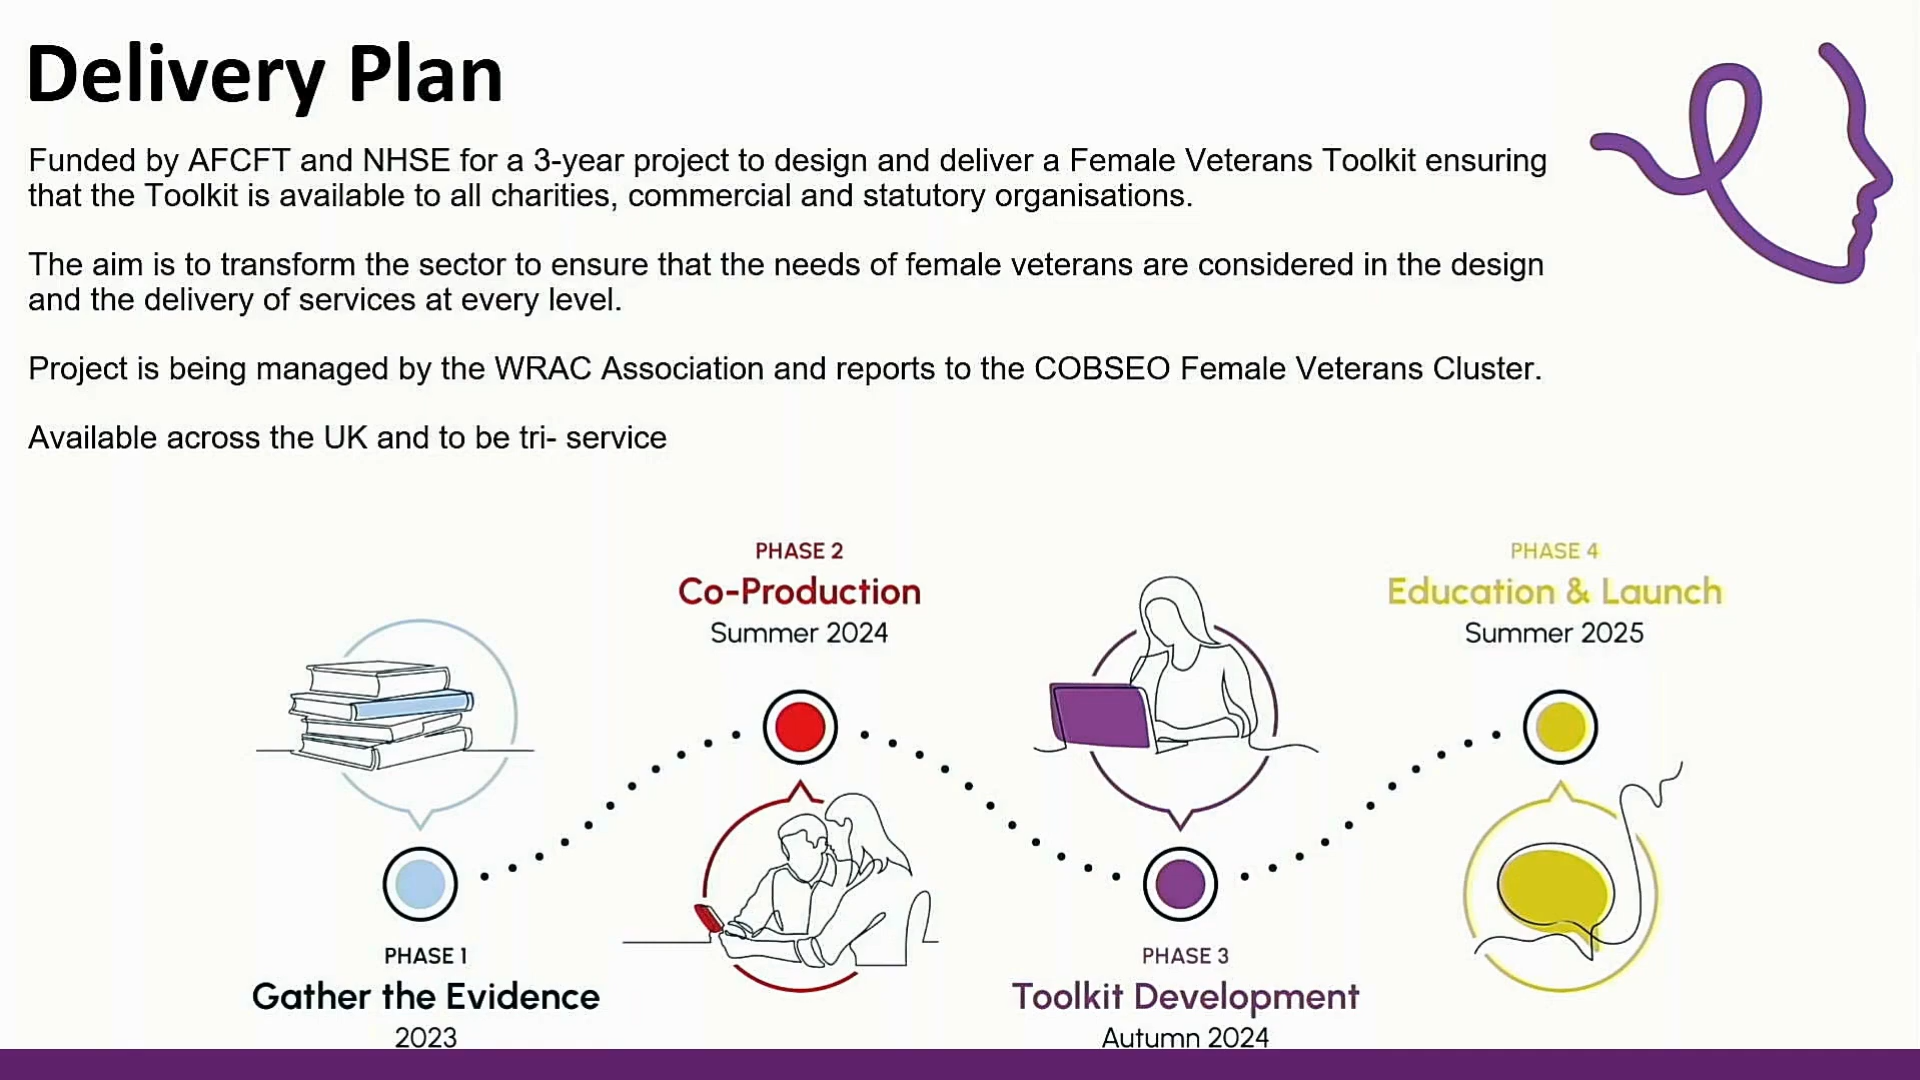 Delivery Plan
Funded by AFCFT and NHSE for a 3-year project to design and deliver a Female Veterans Toolkit ensuring
that the Toolkit is available to all charities, commercial and statutory organisations.
The aim is to transform the sector to ensure that the needs of female veterans are considered in the design
and the delivery of services at every level.
Project is being managed by the WRAC Association and reports to the COBSEO Female Veterans Cluster.
Available across the UK and to be tri- service
PHASE 1
Gather the Evidence
2023
PHASE 2
Co-Production
Summer 2024
PHASE 3
Toolkit Development
Autumn 2024
PHASE 4
Education & Launch
Summer 2025